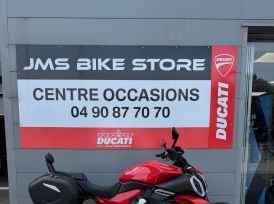 JMS BIKE STORE
CENTRE OCCASIONS
04 90 87 70 70
DUCATI
DUCATI